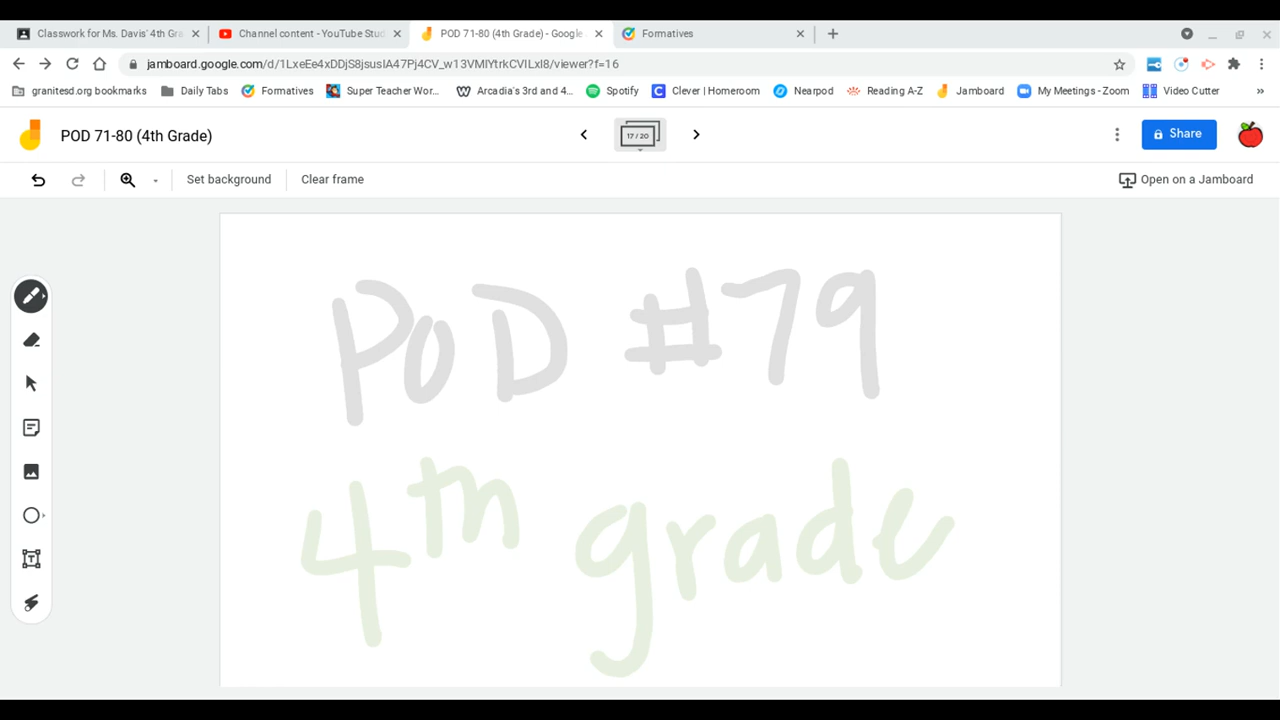 Classwork for Ms. Davis' 4th Gra
Channel content - YouTube Stud
POD 71-80 (4th Grade) - Google
Formatives
jamboard.google.com/d/1LxeEe4xDDjS8jsusIA47Pj4CV_w13VMlYtrkCVILxI8/viewer?f=16
granitesd.org bookmarks
Daily Tabs
Formatives
Super Teacher Wor...
Arcadia's 3rd and 4...
Spotify
Clever | Homeroom
Nearpod
Reading A-Z
Jamboard
My Meetings - Zoom
Video Cutter
»
POD 71-80 (4th Grade)
17 / 20
Share
Set background
Clear frame
Open on a Jamboard
POD #79
4th grade